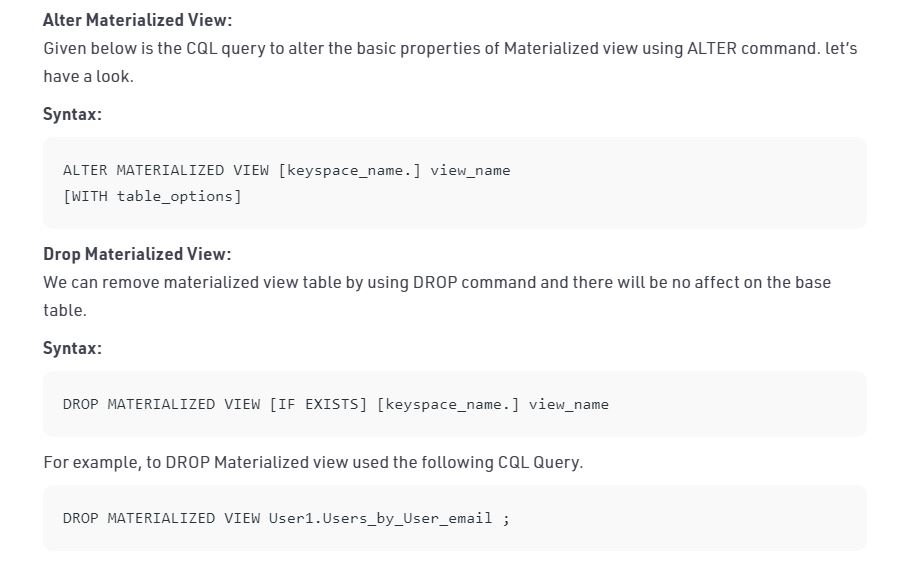 Alter Materialized View:
Given below is the CQL query to alter the basic properties of Materialized view using ALTER command. let's
have a look.
Syntax:
ALTER MATERIALIZED VIEW [keyspace_name.] view_name
[WITH table_options]
Drop Materialized View:
We can remove materialized view table by using DROP command and there will be no affect on the base
table.
Syntax:
DROP MATERIALIZED VIEW [IF EXISTS] [keyspace_name.] view_name
For example, to DROP Materialized view used the following CQL Query.
DROP MATERIALIZED VIEW User1.Users_by_User_email ;